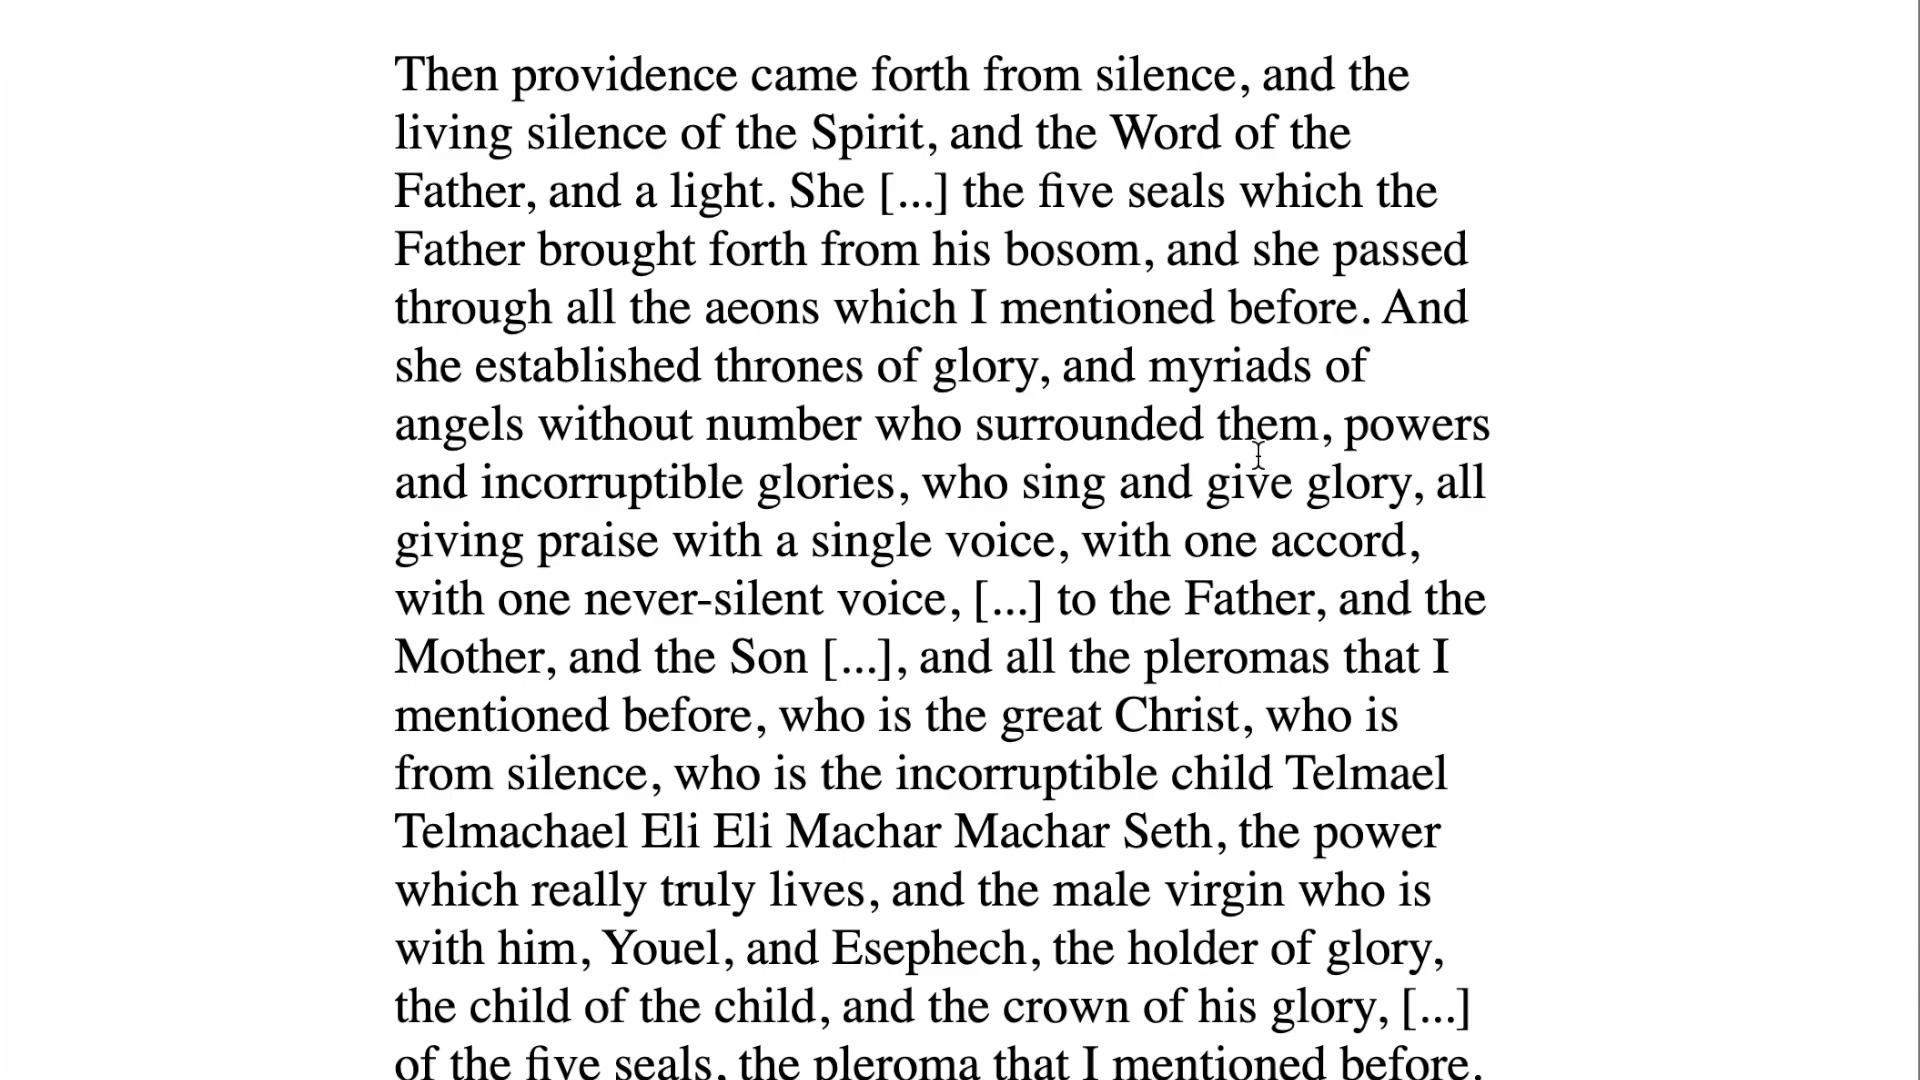 Then providence came forth from silence, and the
living silence of the Spirit, and the Word of the
Father, and a light. She [...] the five seals which the
Father brought forth from his bosom, and she passed
through all the aeons which I mentioned before. And
she established thrones of glory, and myriads of
angels without number who surrounded them, powers
and incorruptible glories, who sing and give glory, all
giving praise with a single voice, with one accord,
with one never-silent voice, [...] to the Father, and the
Mother, and the Son [...], and all the pleromas that I
mentioned before, who is the great Christ, who is
from silence, who is the incorruptible child Telmael
Telmachael Eli Eli Machar Machar Seth, the power
which really truly lives, and the male virgin who is
with him, Youel, and Esephech, the holder of glory,
the child of the child, and the crown of his glory, [...]
of the five seals, the pleroma that I mentioned before.